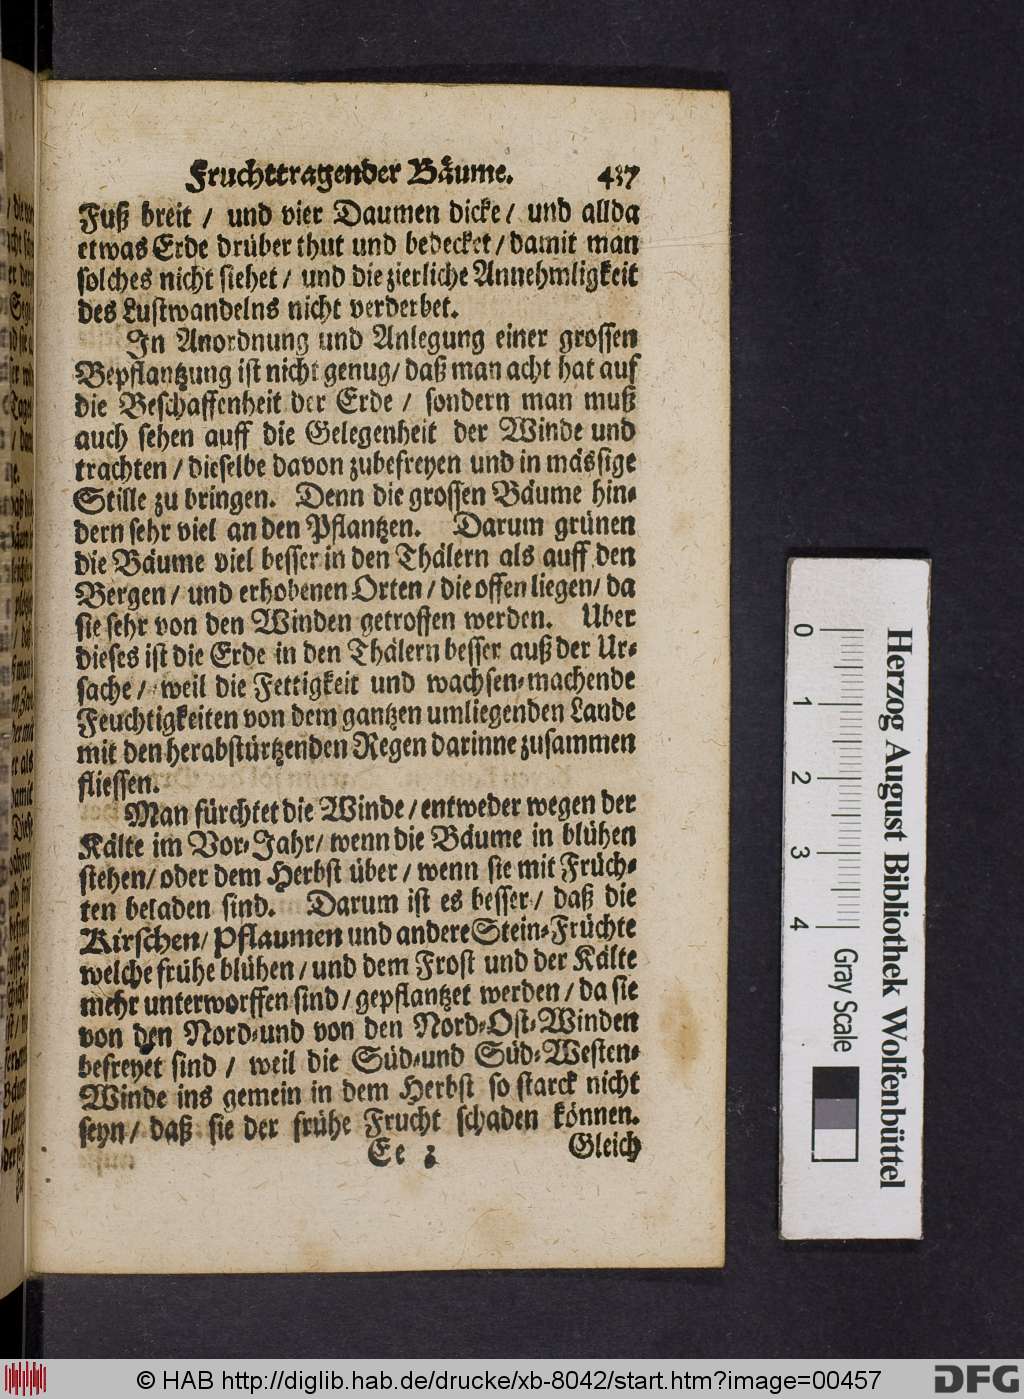 Fruchttragender Bäume. 437
Fuß breit / und vier Daumen dicke / und allda
etwas Erde drüber thut und bedecket / damit man
solches nicht siehet / und die zierliche Annehmligkeit
des Lustwandelns nicht verderbet.
In Anordnung und Anlegung einer grossen
Bepflantzung ist nicht genug / daß man acht hat auf
die Beschaffenheit der Erde / sondern man muß
auch sehen auff die Gelegenheit der Winde und
trachten / dieselbe davon zubefreyen und in mässige
Stille zu bringen. Denn die grossen Bäume hin-
dern sehr viel an den Pflantzen. Darum grünen
die Bäume viel besser in den Thälern als auff den
Bergen / und erhobenen Orten / die offen liegen / da
sie sehr von den Winden getroffen werden. Uber
dieses ist die Erde in den Thälern besser auß der Ur-
sache / weil die Fettigkeit und wachsen-machende
Feuchtigkeiten von dem gantzen umliegenden Lande
mit den herabstürtzenden Regen darinne zusammen
fliessen.
Man fürchtet die Winde / entweder wegen der
Kälte im Vor-Jahr / wenn die Bäume in blühen
stehen / oder dem Herbst über / wenn sie mit Früch-
ten beladen sind. Darum ist es besser / daß die
Kirschen / Pflaumen und andere Stein-Früchte
welche frühe blühen / und dem Frost und der Kälte
mehr unterworffen sind / gepflantzet werden / da sie
von den Nord-und von den Nord-Ost-Winden
befreyet sind / weil die Süd-und Süd-Westen-
Winde ins gemein in dem Herbst so starck nicht
seyn / daß sie der frühe Frucht schaden können.
Ee 3 Gleich
Herzog August Bibliothek Wolfenbüttel
0 1 2 3 4 Gray Scale
© HAB http://diglib.hab.de/drucke/xb-8042/start.htm?image=00457
DFG